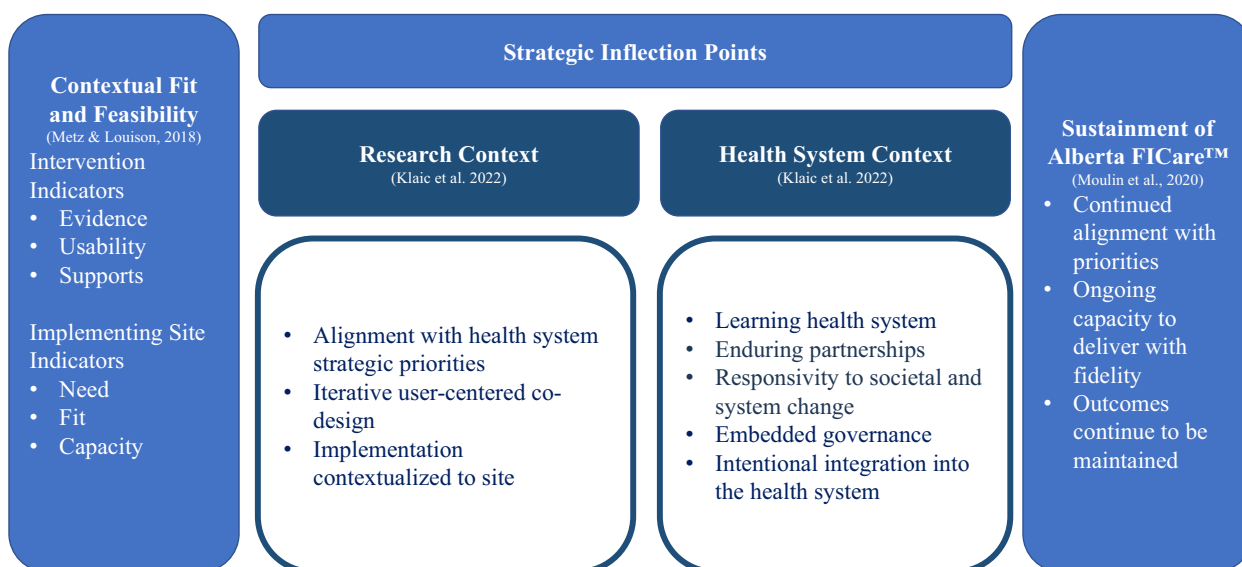 Contextual Fit
and Feasibility
(Metz & Louison, 2018)
Intervention
Indicators
• Evidence
• Usability
• Supports
Implementing Site
Indicators
• Need
• Fit
• Capacity
Strategic Inflection Points
Research Context
(Klaic et al. 2022)
• Alignment with health system
strategic priorities
• Iterative user-centered co-
design
• Implementation
contextualized to site
Health System Context
(Klaic et al. 2022)
• Learning health system
• Enduring partnerships
• Responsivity to societal and
system change
• Embedded governance
• Intentional integration into
the health system
Sustainment of
Alberta FICare™
(Moulin et al., 2020)
• Continued
alignment with
priorities
• Ongoing
capacity to
deliver with
fidelity
• Outcomes
continue to be
maintained